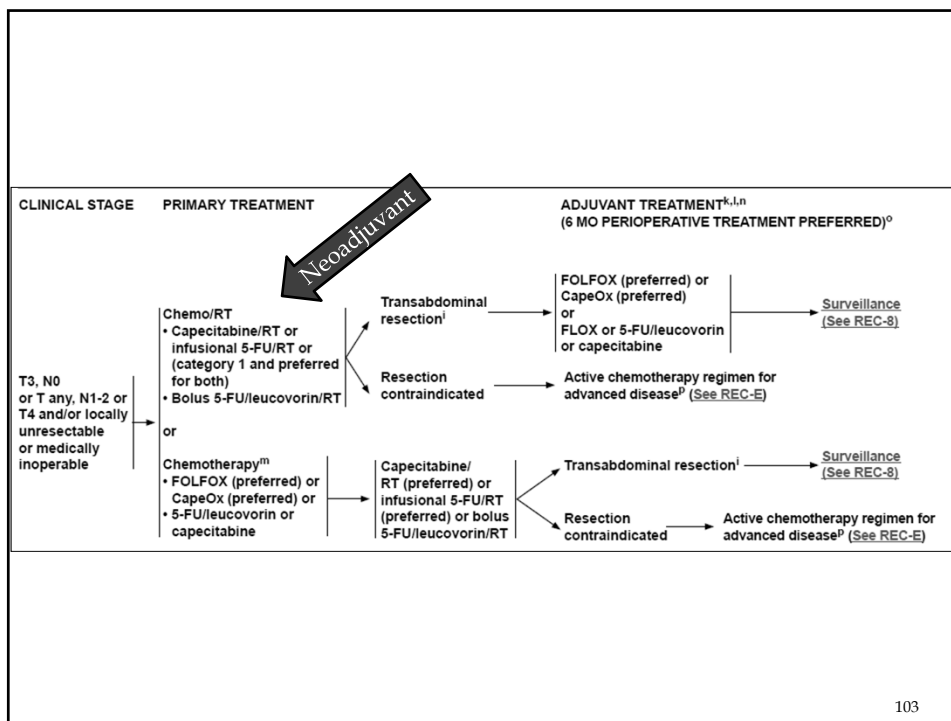 CLINICAL STAGE
PRIMARY TREATMENT
ADJUVANT TREATMENTk,l,n
(6 MO PERIOPERATIVE TREATMENT PREFERRED)o
Neoadjuvant
T3, N0
or T any, N1-2 or
T4 and/or locally
unresectable
or medically
inoperable
Chemo/RT
• Capecitabine/RT or
infusional 5-FU/RT or
(category 1 and preferred
for both)
• Bolus 5-FU/leucovorin/RT
Transabdominal
resectioni
FOLFOX (preferred) or
CapeOx (preferred)
or
FLOX or 5-FU/leucovorin
or capecitabine
Surveillance
(See REC-8)
Resection
contraindicated
Active chemotherapy regimen for
advanced diseasep (See REC-E)
or
Chemotherapym
• FOLFOX (preferred) or
CapeOx (preferred) or
• 5-FU/leucovorin or
capecitabine
Capecitabine/
RT (preferred) or
infusional 5-FU/RT
(preferred) or bolus
5-FU/leucovorin/RT
Transabdominal resectioni
Surveillance
(See REC-8)
Resection
contraindicated
Active chemotherapy regimen for
advanced diseasep (See REC-E)
103